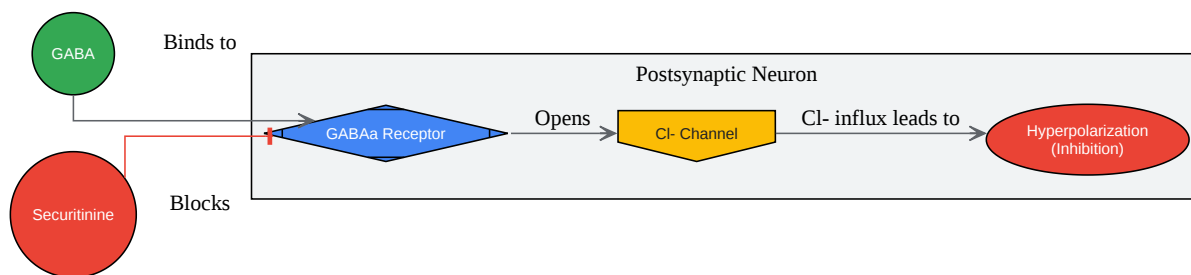 GABA
Binds to
Postsynaptic Neuron
GABAa Receptor
Opens
Cl- Channel
Cl- influx leads to
Hyperpolarization
(Inhibition)
Securitinine
Blocks